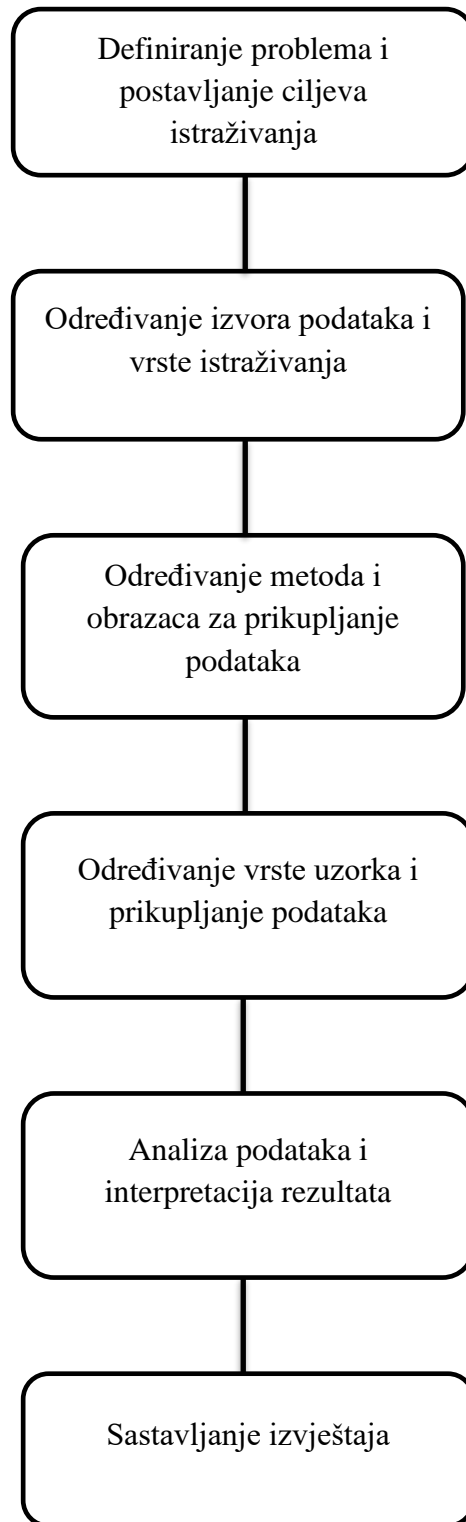 Definiranje problema i
postavljanje ciljeva
istraživanja
Određivanje izvora podataka i
vrste istraživanja
Određivanje metoda i
obrazaca za prikupljanje
podataka
Određivanje vrste uzorka i
prikupljanje podataka
Analiza podataka i
interpretacija rezultata
Sastavljanje izvještaja